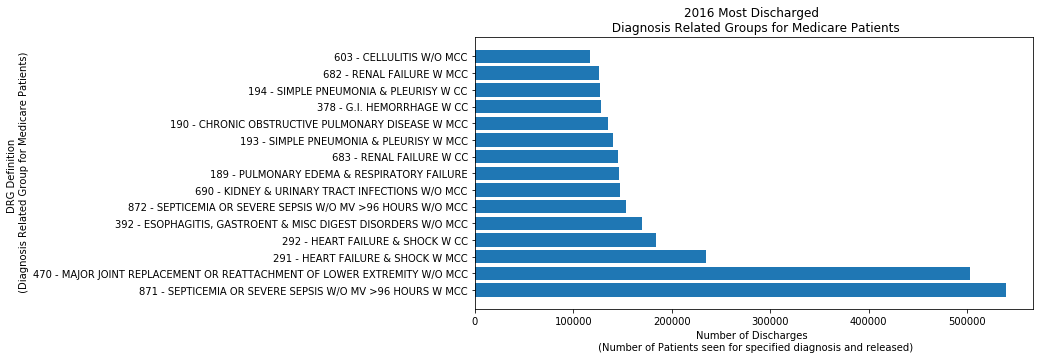 2016 Most Discharged
Diagnosis Related Groups for Medicare Patients
DRG Definition
(Diagnosis Related Group for Medicare Patients)
603 - CELLULITIS W/O MCC
682 - RENAL FAILURE W MCC
194 - SIMPLE PNEUMONIA & PLEURISY W CC
378 - G.I. HEMORRHAGE W CC
190 - CHRONIC OBSTRUCTIVE PULMONARY DISEASE W MCC
193 - SIMPLE PNEUMONIA & PLEURISY W MCC
683 - RENAL FAILURE W CC
189 - PULMONARY EDEMA & RESPIRATORY FAILURE
690 - KIDNEY & URINARY TRACT INFECTIONS W/O MCC
872 - SEPTICEMIA OR SEVERE SEPSIS W/O MV >96 HOURS W/O MCC
392 - ESOPHAGITIS, GASTROENT & MISC DIGEST DISORDERS W/O MCC
292 - HEART FAILURE & SHOCK W CC
291 - HEART FAILURE & SHOCK W MCC
470 - MAJOR JOINT REPLACEMENT OR REATTACHMENT OF LOWER EXTREMITY W/O MCC
871 - SEPTICEMIA OR SEVERE SEPSIS W/O MV >96 HOURS W MCC
0 100000 200000 300000 400000 500000
Number of Discharges
(Number of Patients seen for specified diagnosis and released)